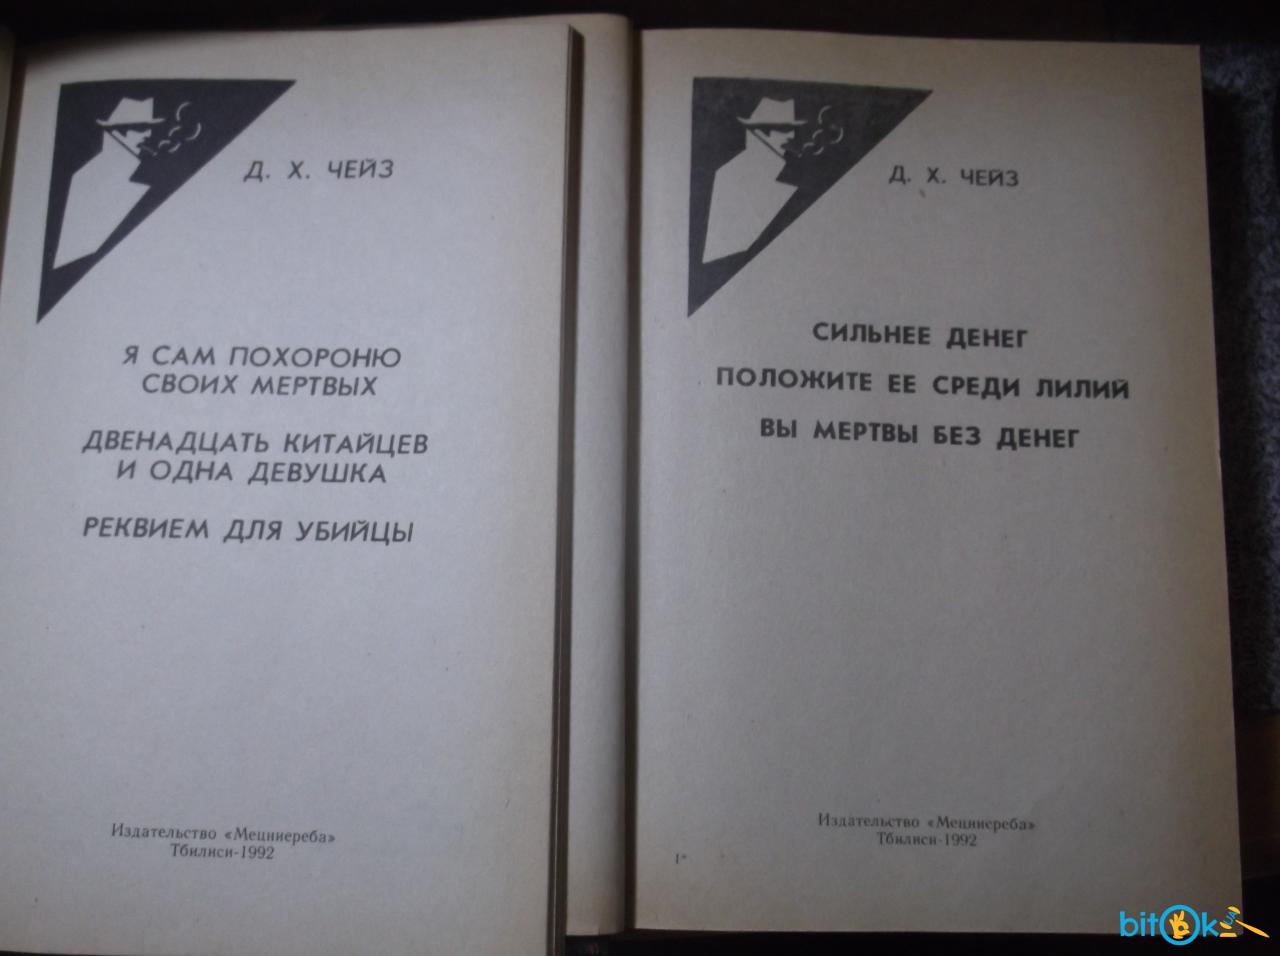 Д. Х. ЧЕЙЗ
Я САМ ПОХОРОНЮ
СВОИХ МЕРТВЫХ
ДВЕНАДЦАТЬ КИТАЙЦЕВ
И ОДНА ДЕВУШКА
РЕКВИЕМ ДЛЯ УБИЙЦЫ
Издательство «Мецниереба»
Тбилиси-1992
Д. Х. ЧЕЙЗ
СИЛЬНЕЕ ДЕНЕГ
ПОЛОЖИТЕ ЕЕ СРЕДИ ЛИЛИЙ
ВЫ МЕРТВЫ БЕЗ ДЕНЕГ
Издательство «Мецниереба»
Тбилиси-1992
1*
bitOk
UA